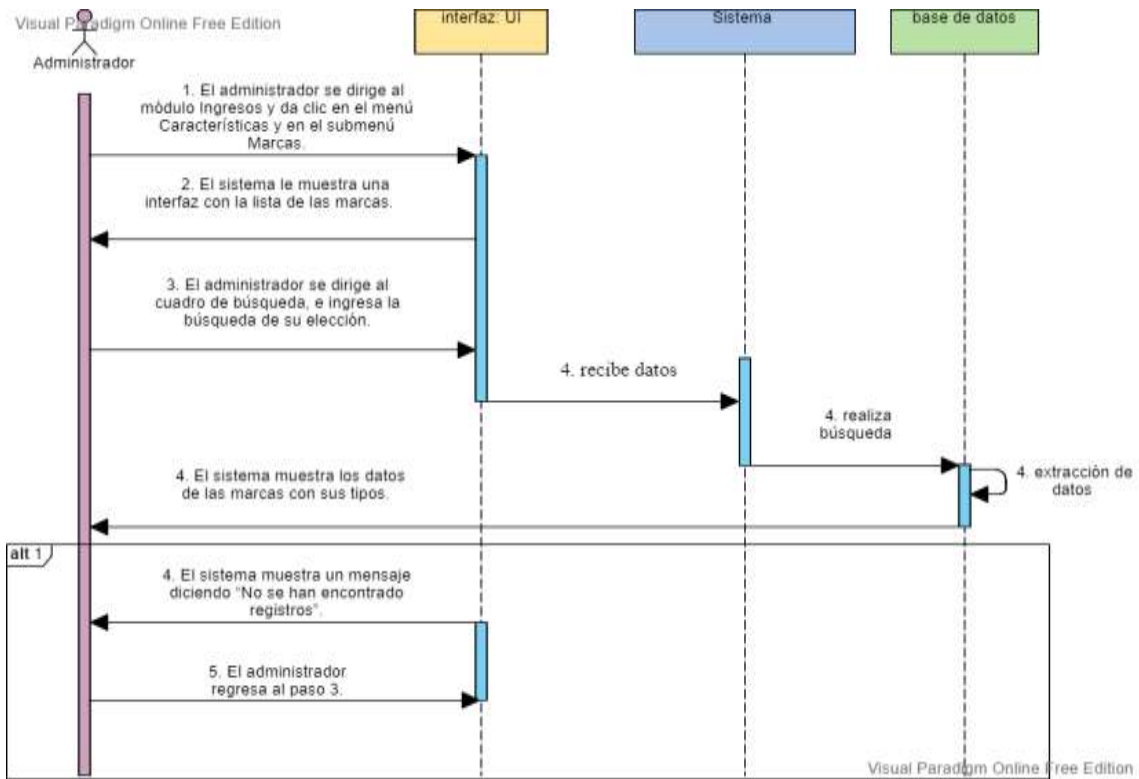 Visual Paradigm Online Free Edition
Administrador
interfaz: UI
Sistema
base de datos
1. El administrador se dirige al
módulo Ingresos y da clic en el menú
Características y en el submenú
Marcas.
2. El sistema le muestra una
interfaz con la lista de las marcas.
3. El administrador se dirige al
cuadro de búsqueda, e ingresa la
búsqueda de su elección.
4. recibe datos
4. realiza
búsqueda
4. extracción de
datos
4. El sistema muestra los datos
de las marcas con sus tipos.
alt 1
4. El sistema muestra un mensaje
diciendo "No se han encontrado
registros".
5. El administrador
regresa al paso 3.
Visual Paradigm Online Free Edition